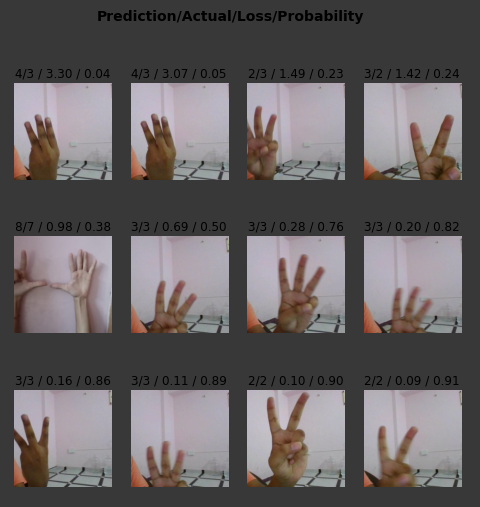 Prediction/Actual/Loss/Probability
4/3 / 3.30 / 0.04
4/3 / 3.07 / 0.05
2/3 / 1.49 / 0.23
3/2 / 1.42 / 0.24
8/7 / 0.98 / 0.38
3/3 / 0.69 / 0.50
3/3 / 0.28 / 0.76
3/3 / 0.20 / 0.82
3/3 / 0.16 / 0.86
3/3 / 0.11 / 0.89
2/2 / 0.10 / 0.90
2/2 / 0.09 / 0.91